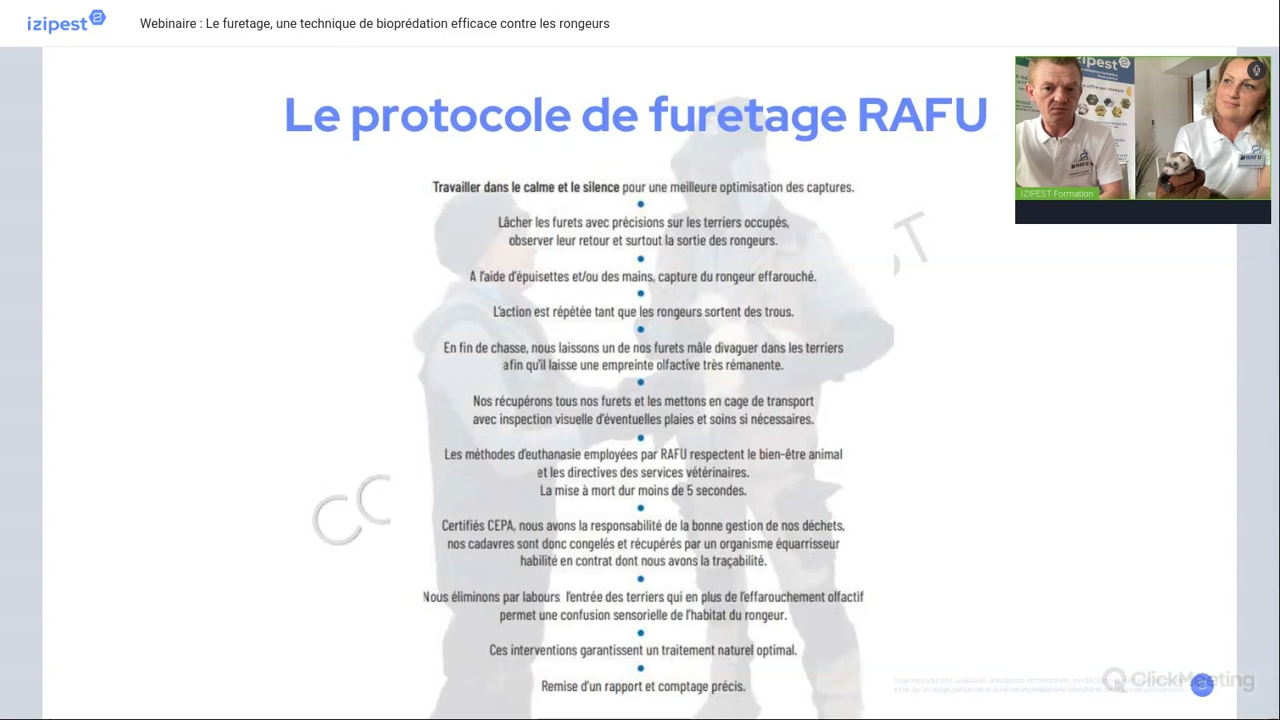 izipest
Webinaire : Le furetage, une technique de bioprédation efficace contre les rongeurs
Le protocole de furetage RAFU
Travailler dans le calme et le silence pour une meilleure optimisation des captures.
Lâcher les furets avec précisions sur les terriers occupés,
observer leur retour et surtout la sortie des rongeurs.
A l'aide d'épuisettes et/ou des mains, capture du rongeur effarouché.
L'action est répétée tant que les rongeurs sortent des trous.
En fin de chasse, nous laissons un de nos furets mâle divaguer dans les terriers
afin qu'il laisse une empreinte olfactive très rémanente.
Nos récupérons tous nos furets et les mettons en cage de transport
avec inspection visuelle d'éventuelles plaies et soins si nécessaires.
Les méthodes d'euthanasie employées par RAFU respectent le bien-être animal
et les directives des services vétérinaires.
La mise à mort dur moins de 5 secondes.
Certifiés CEPA, nous avons la responsabilité de la bonne gestion de nos déchets,
nos cadavres sont donc congelés et récupérés par un organisme équarrisseur
habilité en contrat dont nous avons la traçabilité.
Nous éliminons par labours l'entrée des terriers qui en plus de l'effarouchement olfactif
permet une confusion sensorielle de l'habitat du rongeur.
Ces interventions garantissent un traitement naturel optimal.
Remise d'un rapport et comptage précis.
izipest
RAFU
IZIPEST Formation
ClickMeeting